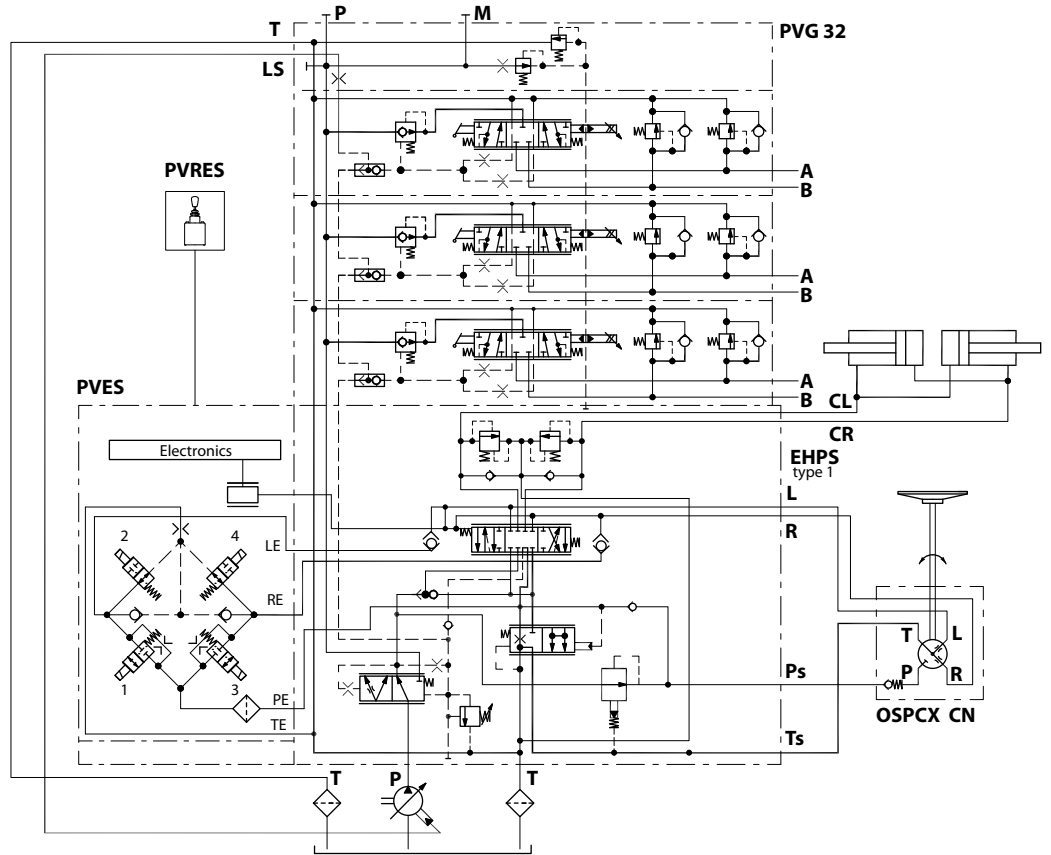 P
M
T
PVG 32
LS
A
B
PVRES
A
B
A
B
PVES
CL
CR
Electronics
EHPS
type 1
L
R
2
4
LE
RE
T
L
P
R
Ps
1
3
PE
TE
OSPCX CN
Ts
T
P
T